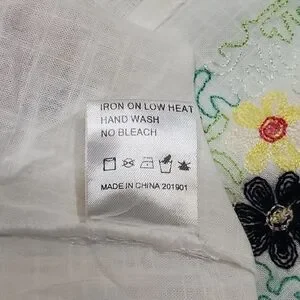 IRON ON LOW HEAT
HAND WASH
NO BLEACH
MADE IN CHINA 201901